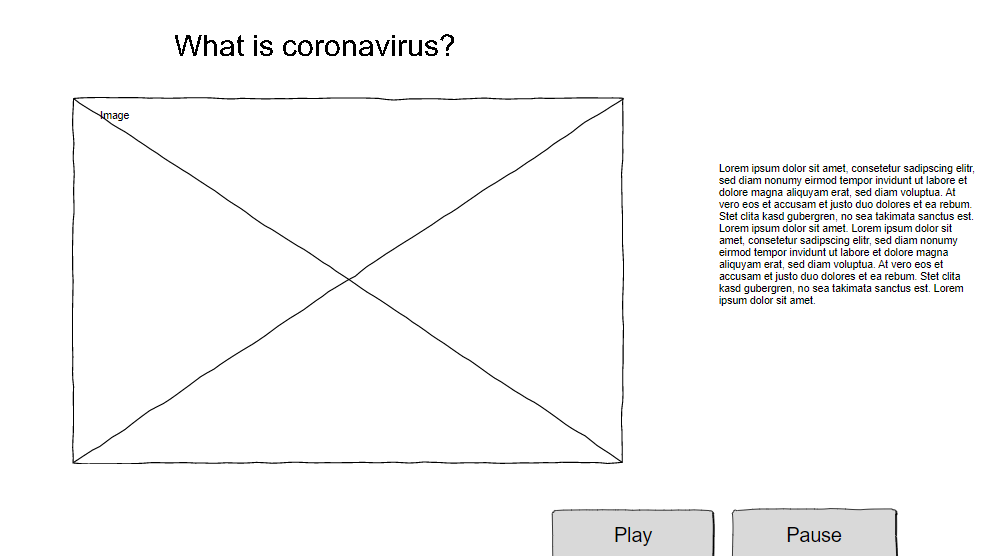 What is coronavirus?
Image
Lorem ipsum dolor sit amet, consetetur sadipscing elitr,
sed diam nonumy eirmod tempor invidunt ut labore et
dolore magna aliquyam erat, sed diam voluptua. At
vero eos et accusam et justo duo dolores et ea rebum.
Stet clita kasd gubergren, no sea takimata sanctus est.
Lorem ipsum dolor sit amet. Lorem ipsum dolor sit
amet, consetetur sadipscing elitr, sed diam nonumy
eirmod tempor invidunt ut labore et dolore magna
aliquyam erat, sed diam voluptua. At vero eos et
accusam et justo duo dolores et ea rebum. Stet clita
kasd gubergren, no sea takimata sanctus est. Lorem
ipsum dolor sit amet.
Play
Pause